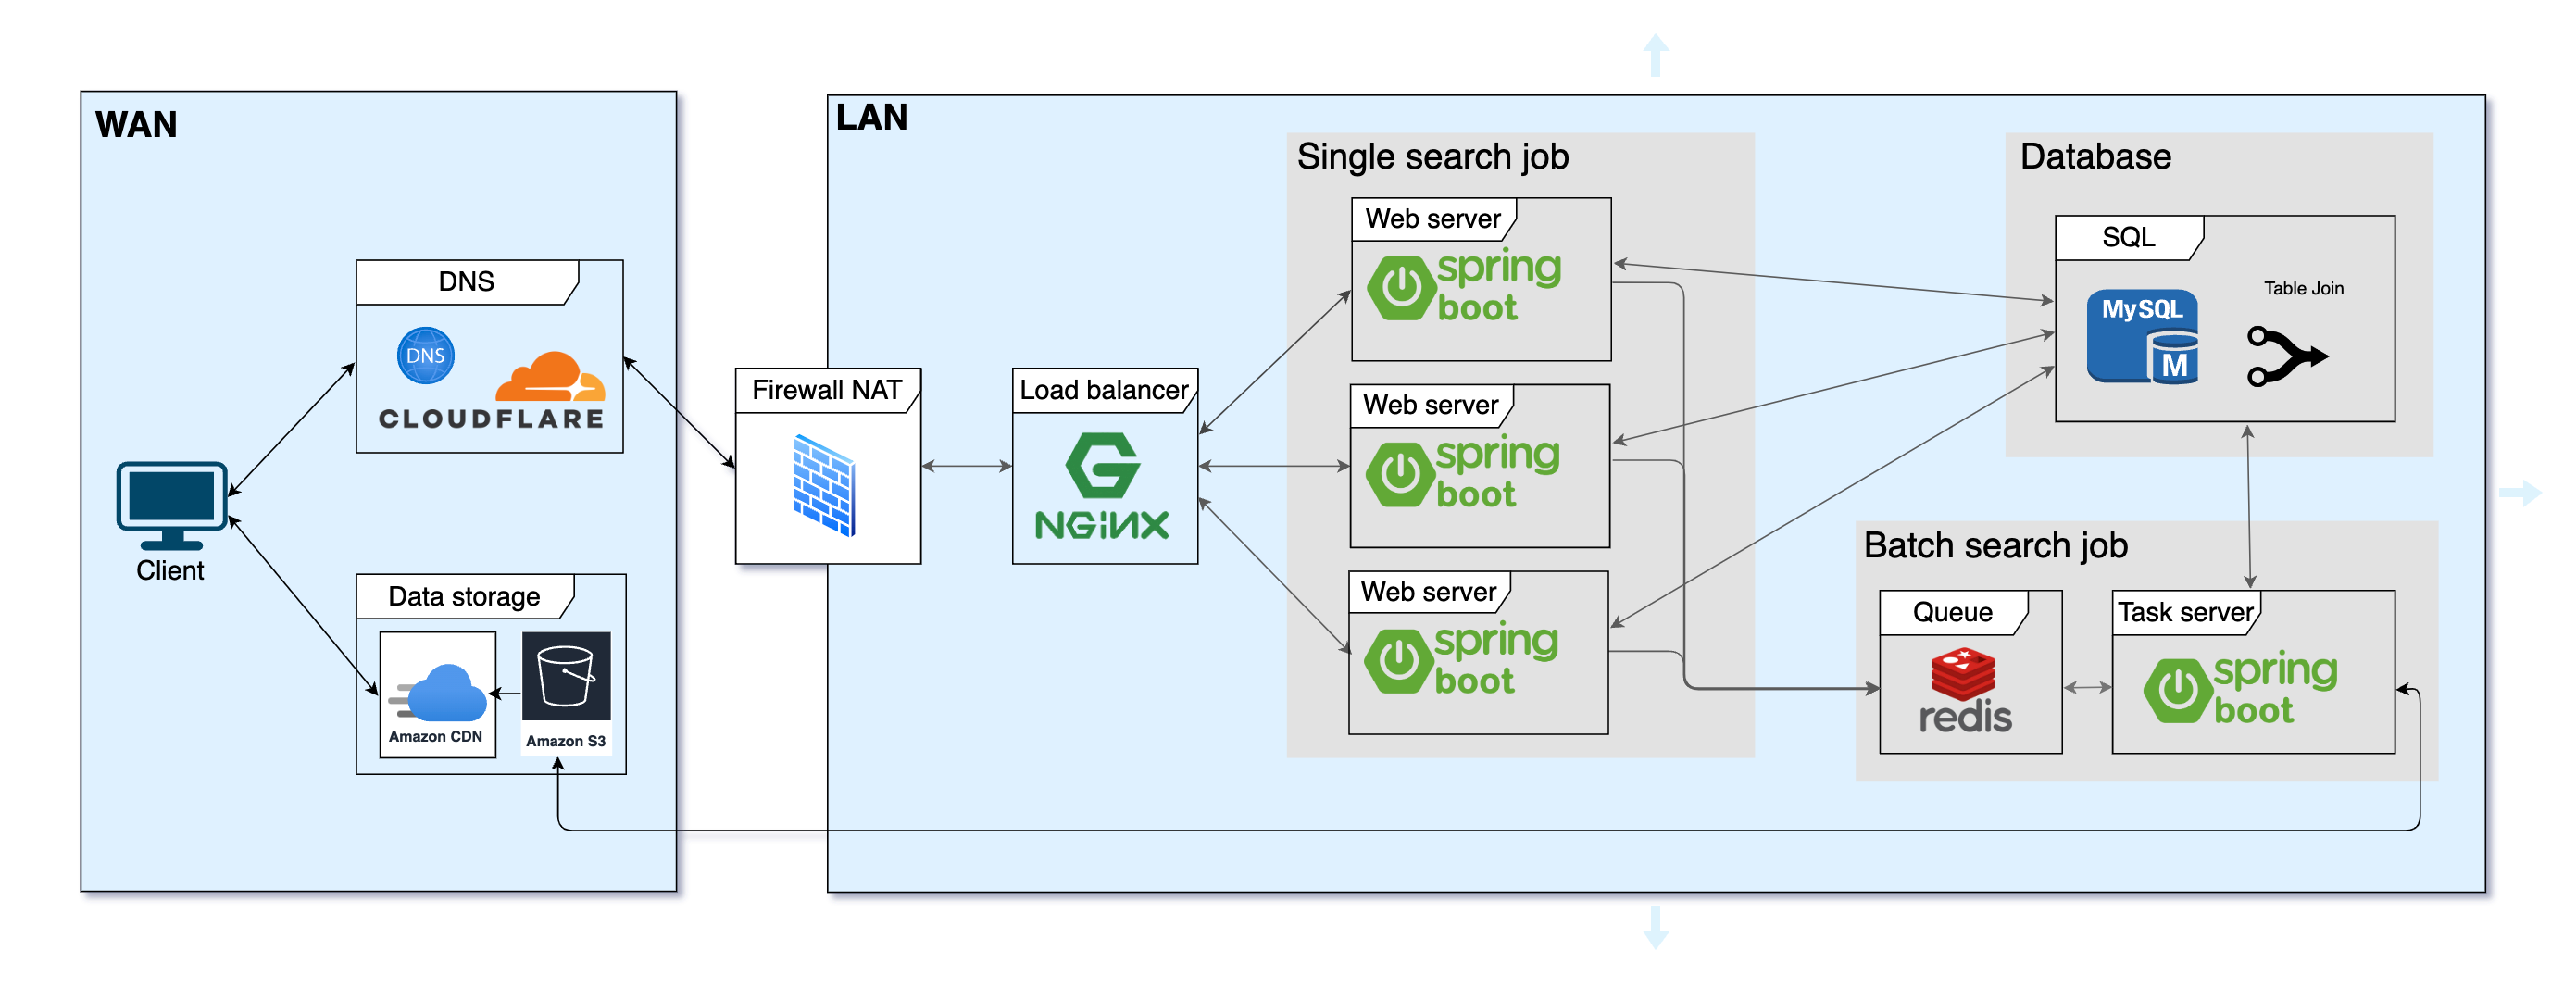 WAN
DNS
DNS
CLOUDFLARE
Client
Data storage
Amazon CDN
Amazon S3
Firewall NAT
LAN
Load balancer
NGiNX
Single search job
Web server
spring
boot
Web server
spring
boot
Web server
spring
boot
Database
SQL
MySQL
M
Table Join
Batch search job
Queue
redis
Task server
spring
boot